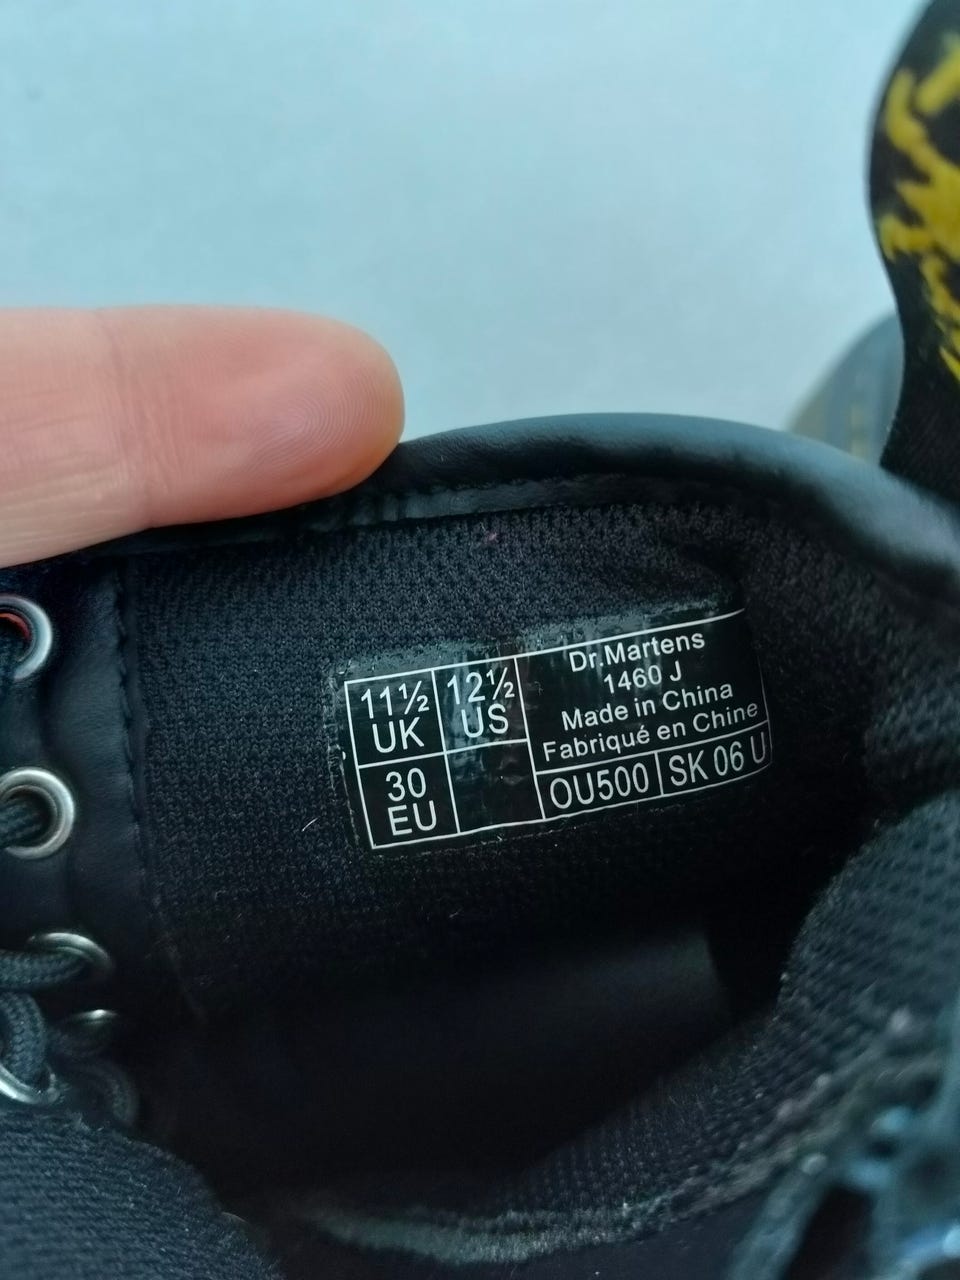 11½
UK
12½
US
30
EU
Dr.Martens
1460 J
Made in China
Fabriqué en Chine
OU500
SK 06 U